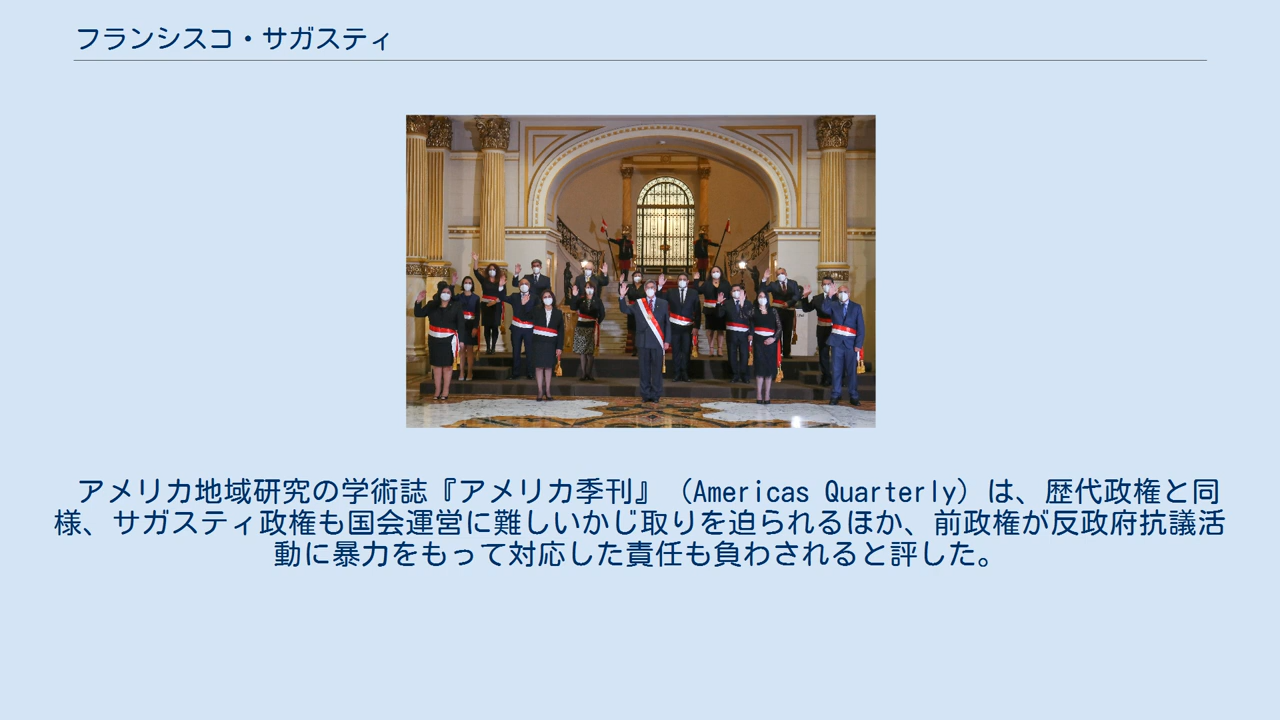 フランシスコ・サガスティ
アメリカ地域研究の学術誌『アメリカ季刊』（Americas Quarterly）は、歴代政権と同
様、サガスティ政権も国会運営に難しいかじ取りを迫られるほか、前政権が反政府抗議活
動に暴力をもって対応した責任も負わされると評した。